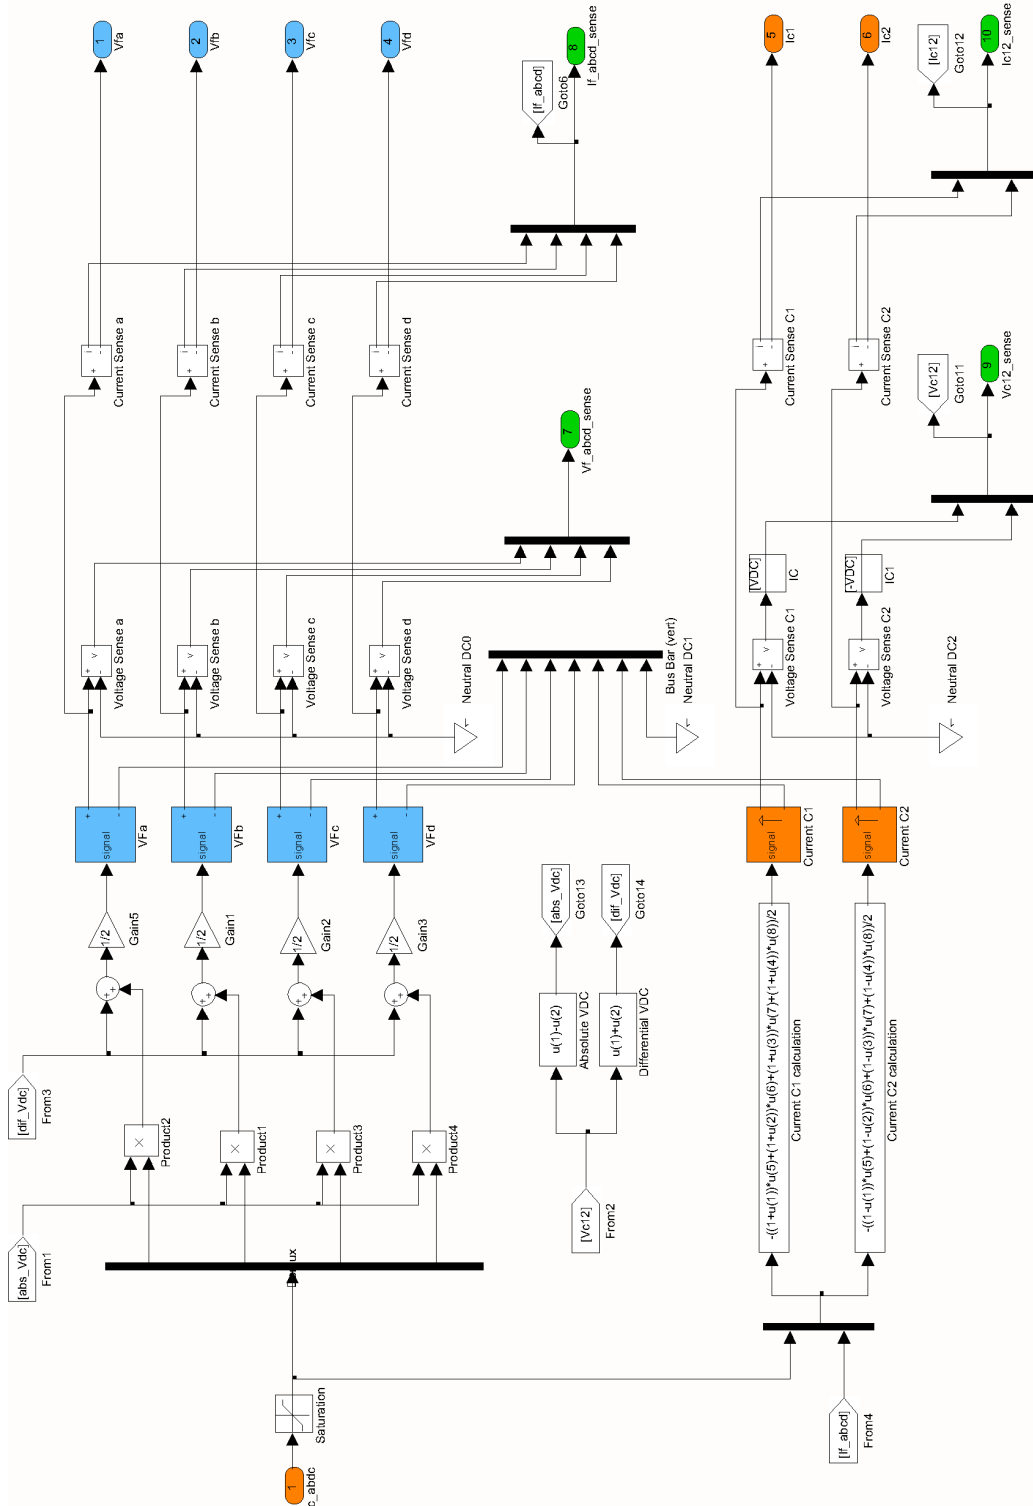 [abs_Vdc]
From1
[dif_Vdc]
From3
Product2
×
1/2
Gain5
signal
+
-
VFa
+
-
v
Voltage Sense a
+
-
i
Current Sense a
1
Vfa
Product1
×
1/2
Gain1
signal
+
-
VFb
+
-
v
Voltage Sense b
+
-
i
Current Sense b
2
Vfb
1
c_abdc
Saturation
Product3
×
1/2
Gain2
signal
+
-
VFc
+
-
v
Voltage Sense c
+
-
i
Current Sense c
3
Vfc
Product4
×
1/2
Gain3
signal
+
-
VFd
+
-
v
Voltage Sense d
+
-
i
Current Sense d
4
Vfd
Neutral DC0
[If_abcd]
Goto6
7
Vf_abcd_sense
8
If_abcd_sense
[Vc12]
From2
u(1)-u(2)
Absolute VDC
[abs_Vdc]
Goto13
u(1)+u(2)
Differential VDC
[dif_Vdc]
Goto14
Bus Bar (vert)
Neutral DC1
-((1+u(1))*u(5)+(1+u(2))*u(6)+(1+u(3))*u(7)+(1+u(4))*u(8))/2
Current C1 calculation
signal
Current C1
+
-
v
Voltage Sense C1
[VDC]
IC
+
-
i
Current Sense C1
5
Ic1
[If_abcd]
From4
-((1-u(1))*u(5)+(1-u(2))*u(6)+(1-u(3))*u(7)+(1-u(4))*u(8))/2
Current C2 calculation
signal
Current C2
+
-
v
Voltage Sense C2
[-VDC]
IC1
+
-
i
Current Sense C2
6
Ic2
Neutral DC2
[Vc12]
Goto11
[Ic12]
Goto12
9
Vc12_sense
10
Ic12_sense